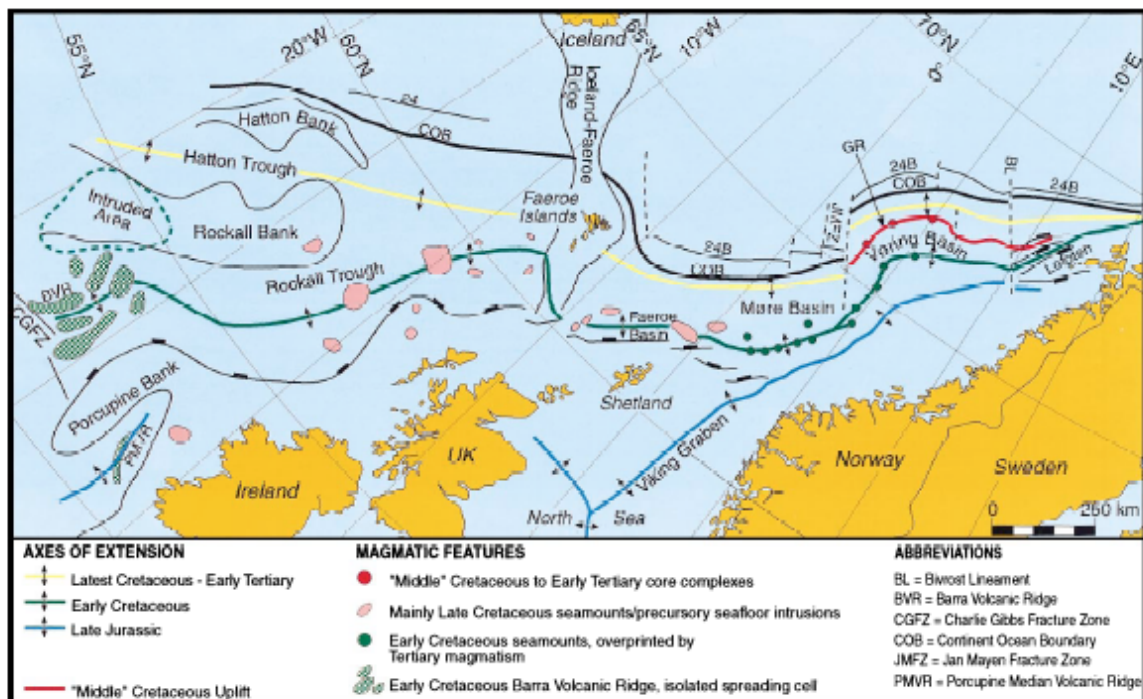 55°N
20°W
60°N
Iceland
65°N
10°W
70°N
0°
10°E
24
COB
Hatton Bank
Hatton Trough
Iceland-Faeroe
Ridge
Faeroe
Islands
Intruded
Area
Rockall Bank
Rockall Trough
BVR
CGFZ
Porcupine Bank
PMVR
Ireland
UK
Shetland
Faeroe
Basin
24B
COB
JMFZ
Møre Basin
GR
24B
COB
24B
BL
24B
Vøring Basin
Lofoten
Viking Graben
Norway
Sweden
North Sea
0 250 km
AXES OF EXTENSION
Latest Cretaceous - Early Tertiary
Early Cretaceous
Late Jurassic
"Middle" Cretaceous Uplift
MAGMATIC FEATURES
"Middle" Cretaceous to Early Tertiary core complexes
Mainly Late Cretaceous seamounts/precursory seafloor intrusions
Early Cretaceous seamounts, overprinted by
Tertiary magmatism
Early Cretaceous Barra Volcanic Ridge, isolated spreading cell
ABBREVIATIONS
BL = Bivrost Lineament
BVR = Barra Volcanic Ridge
CGFZ = Charlie Gibbs Fracture Zone
COB = Continent Ocean Boundary
JMFZ = Jan Mayen Fracture Zone
PMVR = Porcupine Median Volcanic Ridge